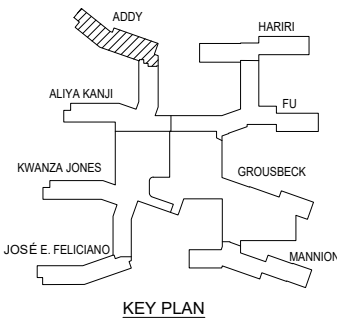 ADDY
HARIRI
ALIYA KANJI
FU
KWANZA JONES
GROUSBECK
JOSÉ E. FELICIANO
MANNION
KEY PLAN